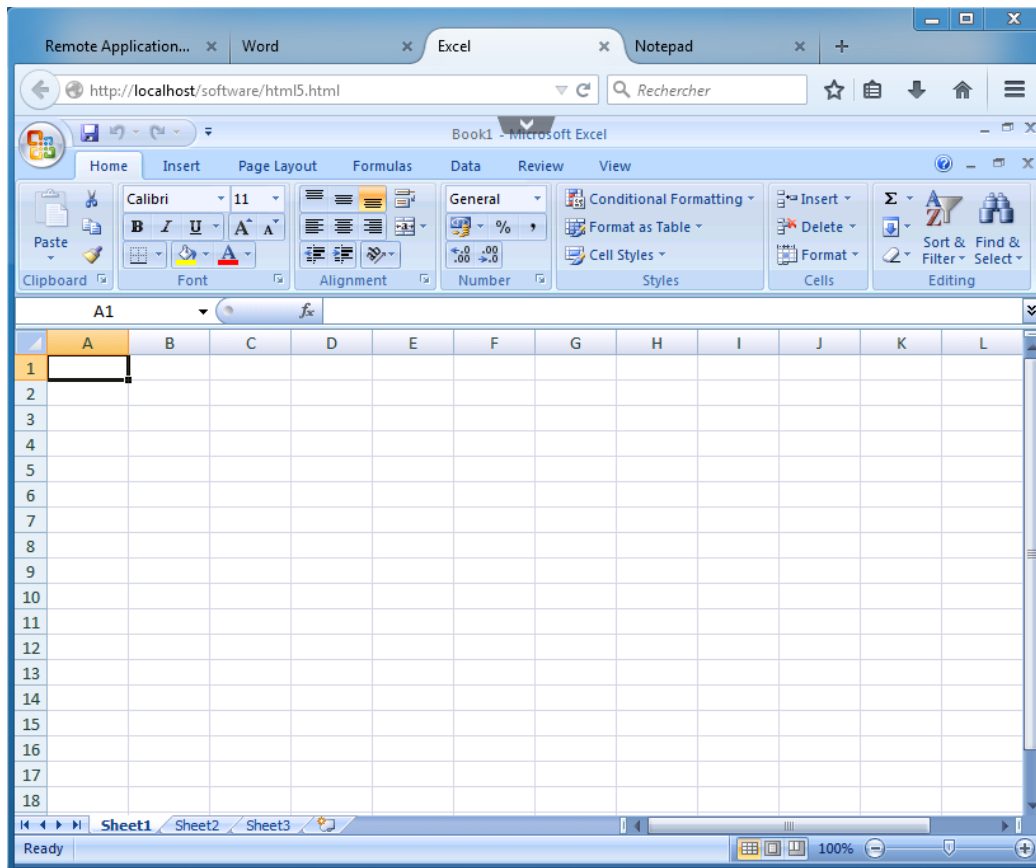 Remote Application... Word Excel Notepad
http://localhost/software/html5.html Rechercher
Book1 - Microsoft Excel
Home Insert Page Layout Formulas Data Review View
Calibri 11 General Conditional Formatting Insert Σ
Paste B I U A A % , Format as Table Delete Sort & Filter Find & Select
A .00 .0 Cell Styles Format
Clipboard Font Alignment Number Styles Cells Editing
A1 fx
A B C D E F G H I J K L
1
2
3
4
5
6
7
8
9
10
11
12
13
14
15
16
17
18
Sheet1 Sheet2 Sheet3
Ready 100%